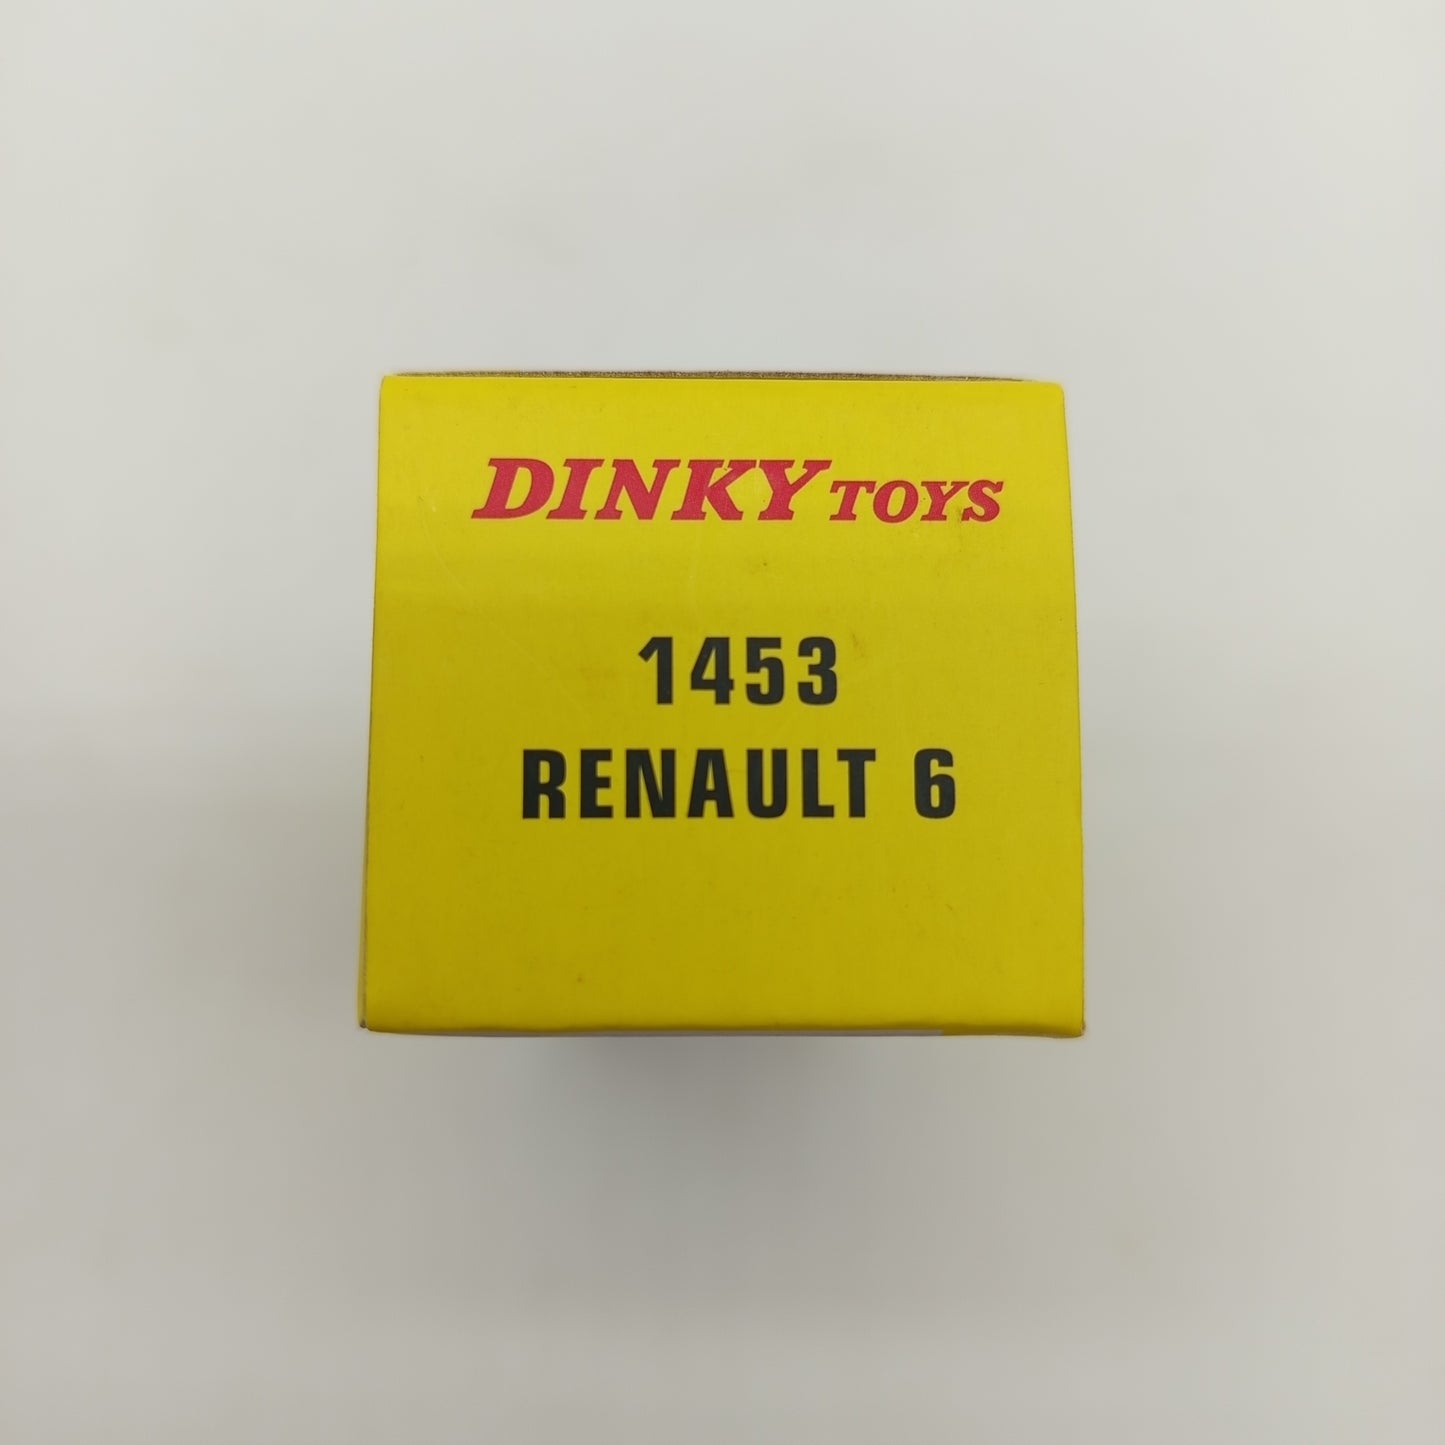 DINKY TOYS
1453
RENAULT 6